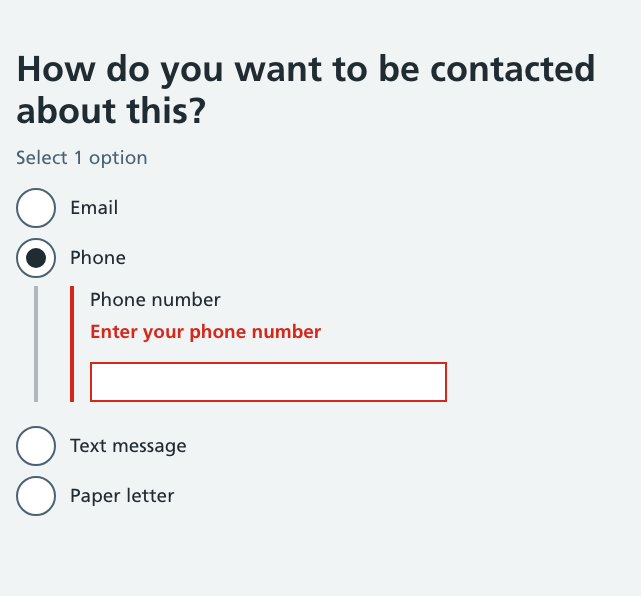 How do you want to be contacted
about this?
Select 1 option
Email
Phone
Phone number
Enter your phone number
Text message
Paper letter